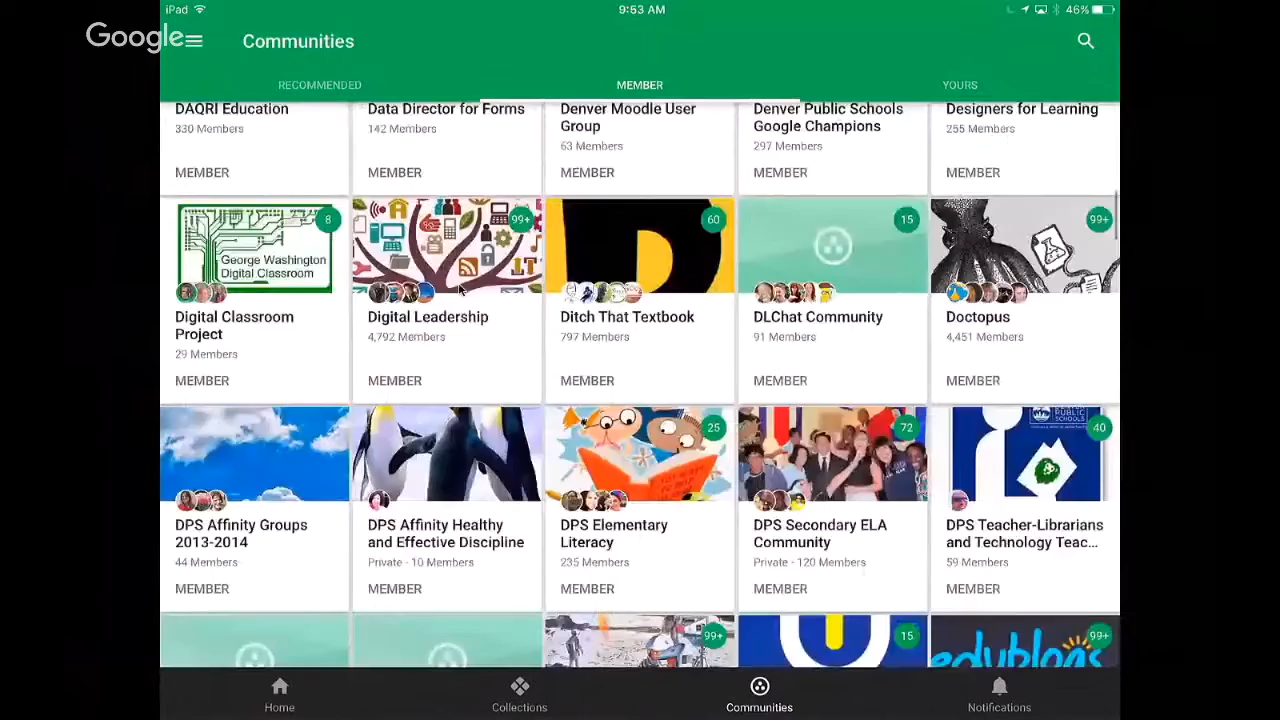 iPad
9:53 AM
46%
Google
Communities
RECOMMENDED
MEMBER
YOURS
DAQRI Education
330 Members
MEMBER
Data Director for Forms
142 Members
MEMBER
Denver Moodle User
Group
63 Members
MEMBER
Denver Public Schools
Google Champions
297 Members
MEMBER
Designers for Learning
255 Members
MEMBER
8
George Washington
Digital Classroom
Digital Classroom
Project
29 Members
MEMBER
99+
Digital Leadership
4,792 Members
MEMBER
60
Ditch That Textbook
797 Members
MEMBER
15
DLChat Community
91 Members
MEMBER
99+
Doctopus
4,451 Members
MEMBER
DPS Affinity Groups
2013-2014
44 Members
MEMBER
DPS Affinity Healthy
and Effective Discipline
Private - 10 Members
MEMBER
25
DPS Elementary
Literacy
235 Members
MEMBER
72
DPS Secondary ELA
Community
Private - 120 Members
MEMBER
PUBLIC
SCHOOLS
40
DPS Teacher-Librarians
and Technology Teac...
59 Members
MEMBER
99+
15
edublogs
99+
Home
Collections
Communities
Notifications